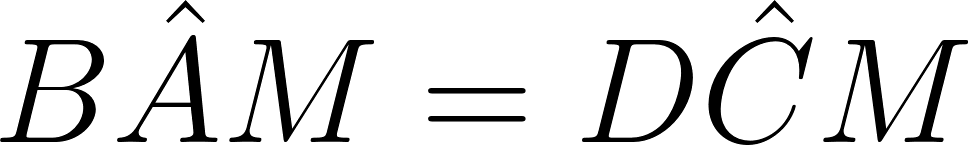 BÂM = DĈM